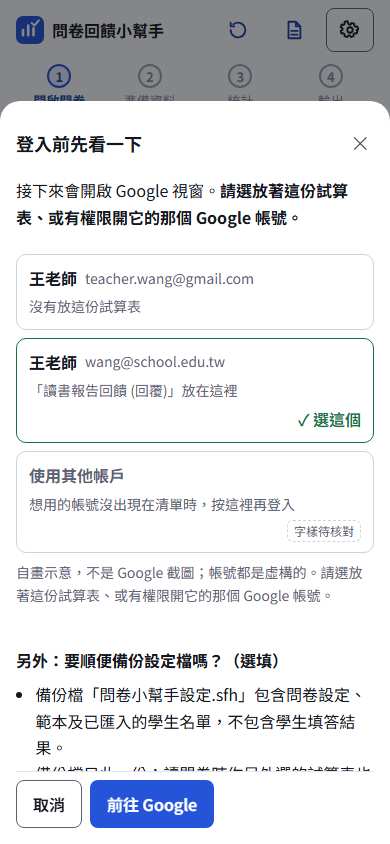 問卷回饋小幫手
1 2 3 4
登入前先看一下
接下來會開啟 Google 視窗。請選放著這份試算
表、或有權限開它的那個 Google 帳號。
王老師 teacher.wang@gmail.com
沒有放這份試算表
王老師 wang@school.edu.tw
「讀書報告回饋 (回覆)」放在這裡
✓ 選這個
使用其他帳戶
想用的帳號沒出現在清單時，按這裡再登入
字樣待核對
自畫示意，不是 Google 截圖；帳號都是虛構的。請選放
著這份試算表、或有權限開它的那個 Google 帳號。
另外：要順便備份設定檔嗎？（選填）
備份檔「問卷小幫手設定.sfh」包含問卷設定、
範本及已匯入的學生名單，不包含學生填答結
果。
取消 前往 Google